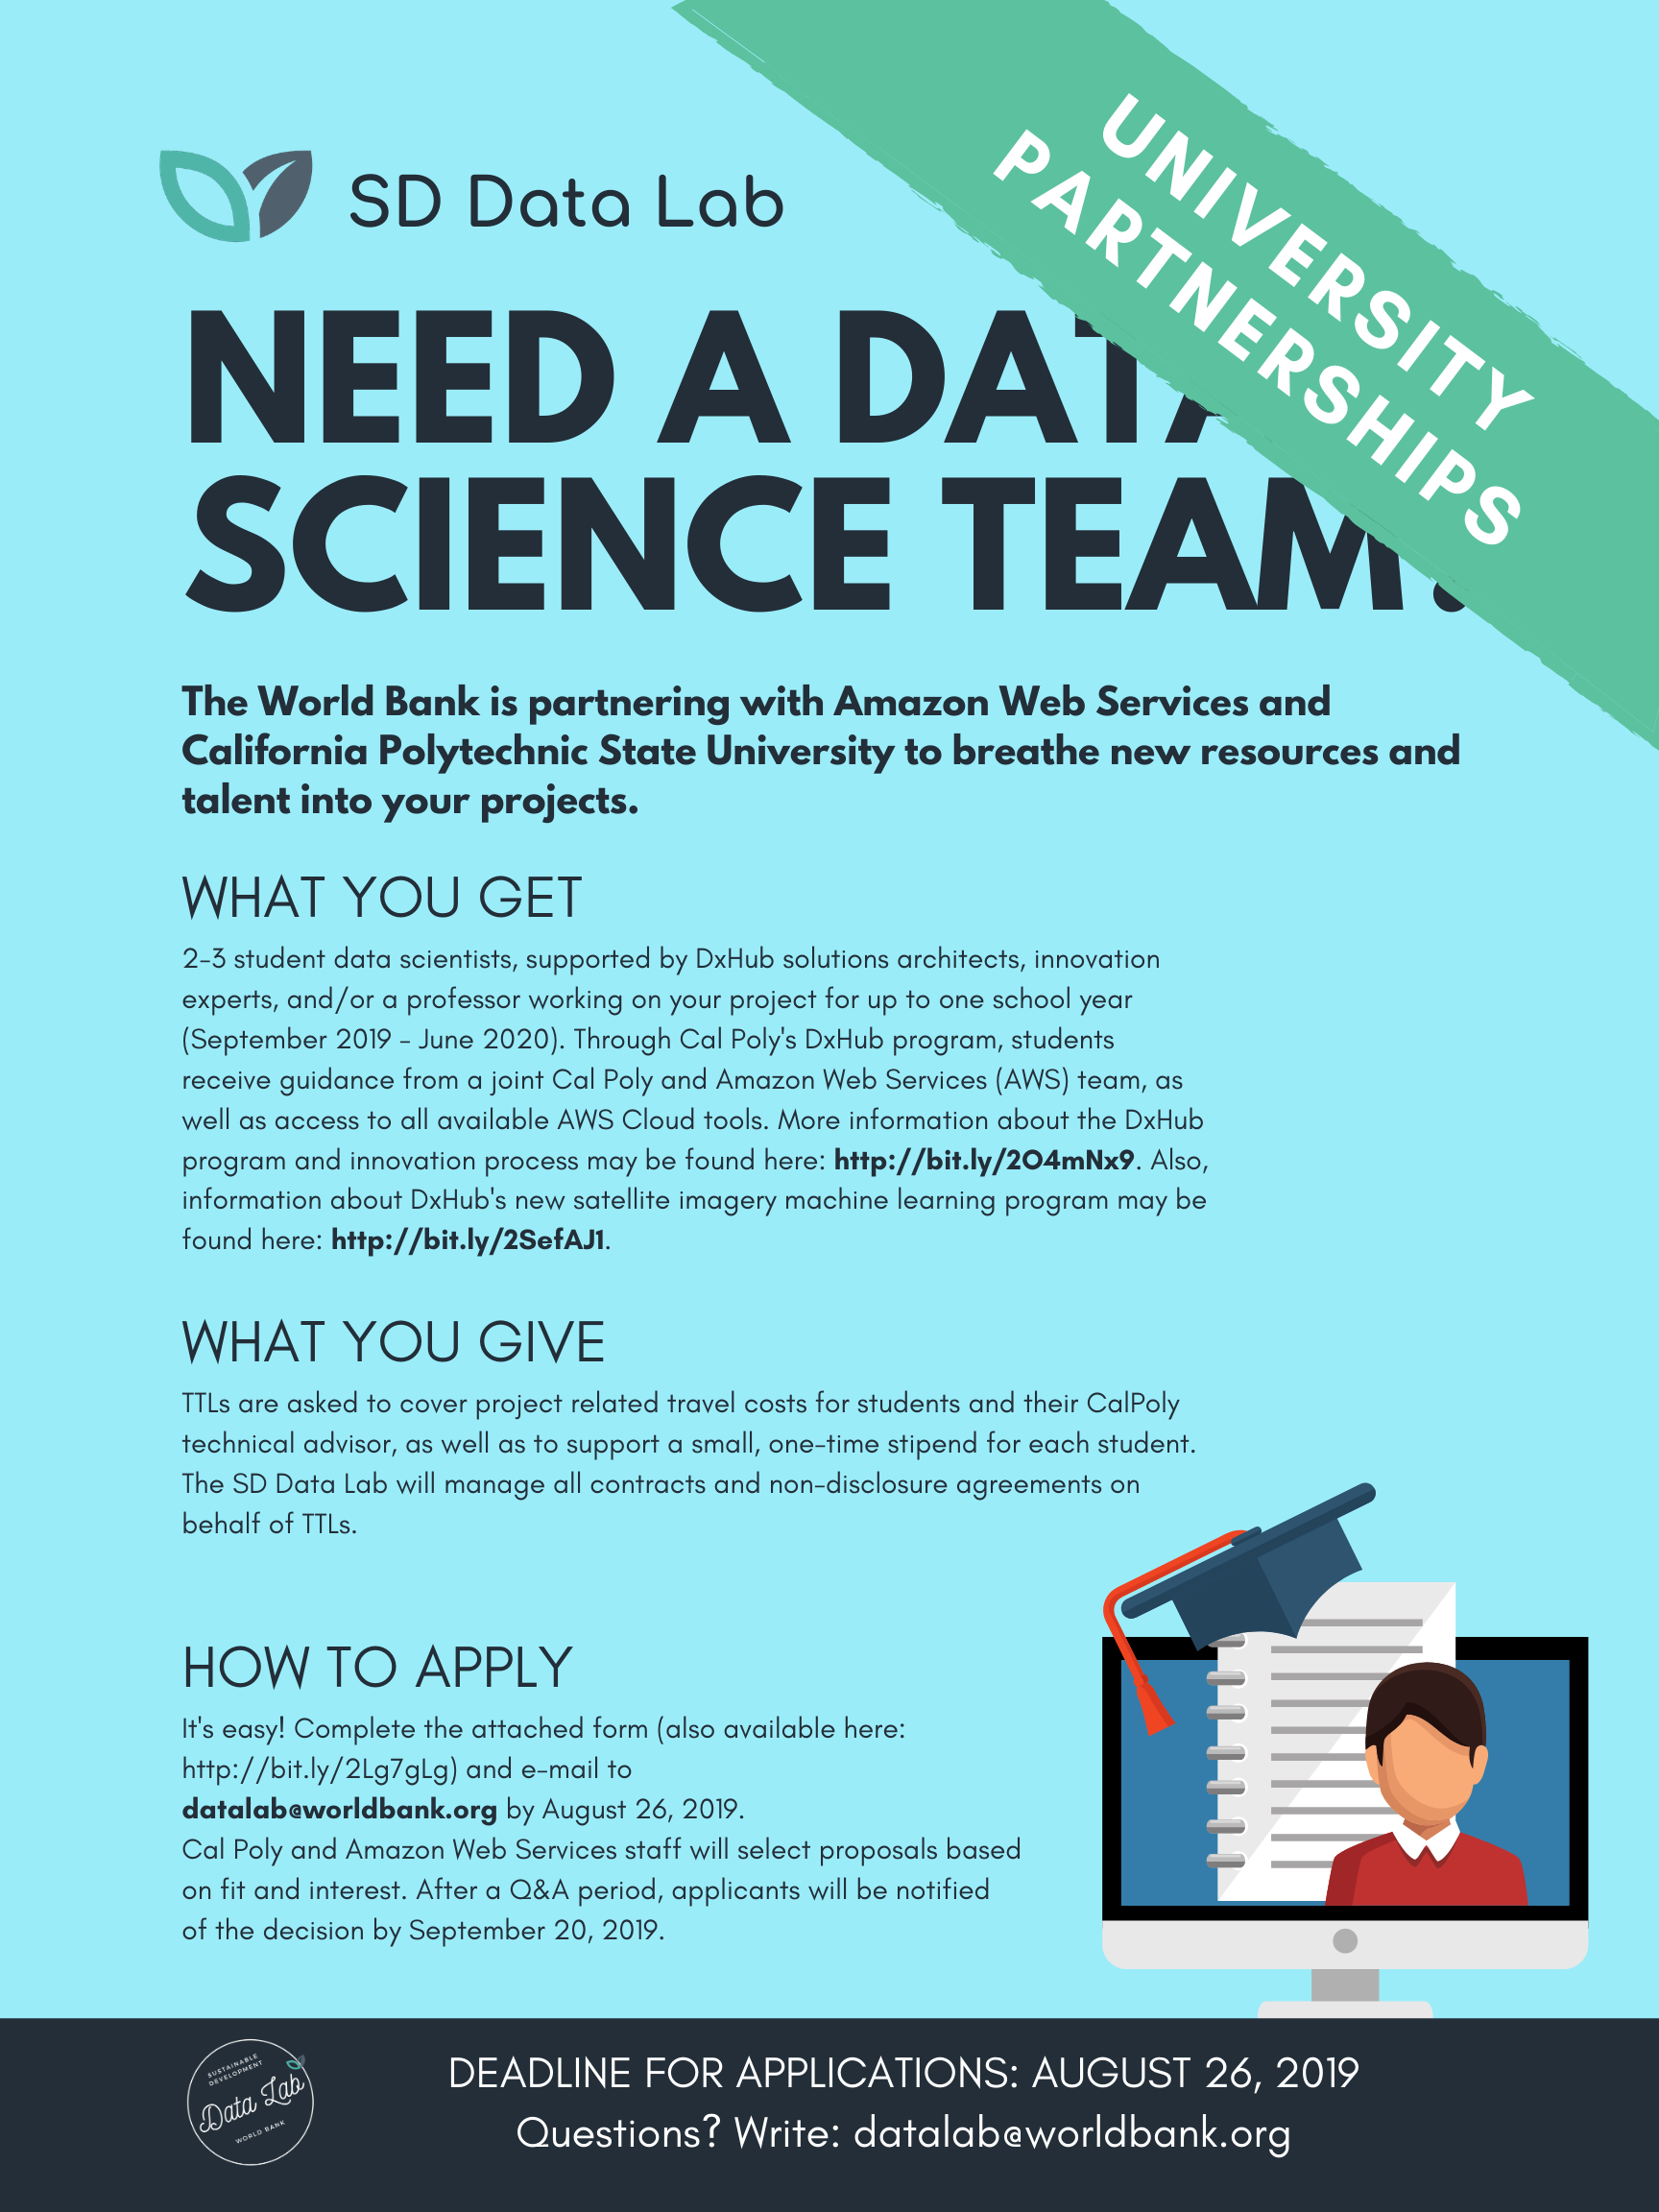 UNIVERSITY
PARTNERSHIPS
SD Data Lab
NEED A DATA
SCIENCE TEAM?
The World Bank is partnering with Amazon Web Services and
California Polytechnic State University to breathe new resources and
talent into your projects.
WHAT YOU GET
2-3 student data scientists, supported by DxHub solutions architects, innovation
experts, and/or a professor working on your project for up to one school year
(September 2019 - June 2020). Through Cal Poly's DxHub program, students
receive guidance from a joint Cal Poly and Amazon Web Services (AWS) team, as
well as access to all available AWS Cloud tools. More information about the DxHub
program and innovation process may be found here: http://bit.ly/2O4mNx9. Also,
information about DxHub's new satellite imagery machine learning program may be
found here: http://bit.ly/2SefAJ1.
WHAT YOU GIVE
TTLs are asked to cover project related travel costs for students and their CalPoly
technical advisor, as well as to support a small, one-time stipend for each student.
The SD Data Lab will manage all contracts and non-disclosure agreements on
behalf of TTLs.
HOW TO APPLY
It's easy! Complete the attached form (also available here:
http://bit.ly/2Lg7gLg) and e-mail to
datalab@worldbank.org by August 26, 2019.
Cal Poly and Amazon Web Services staff will select proposals based
on fit and interest. After a Q&A period, applicants will be notified
of the decision by September 20, 2019.
SUSTAINABLE
DEVELOPMENT
Data Lab
WORLD BANK
DEADLINE FOR APPLICATIONS: AUGUST 26, 2019
Questions? Write: datalab@worldbank.org